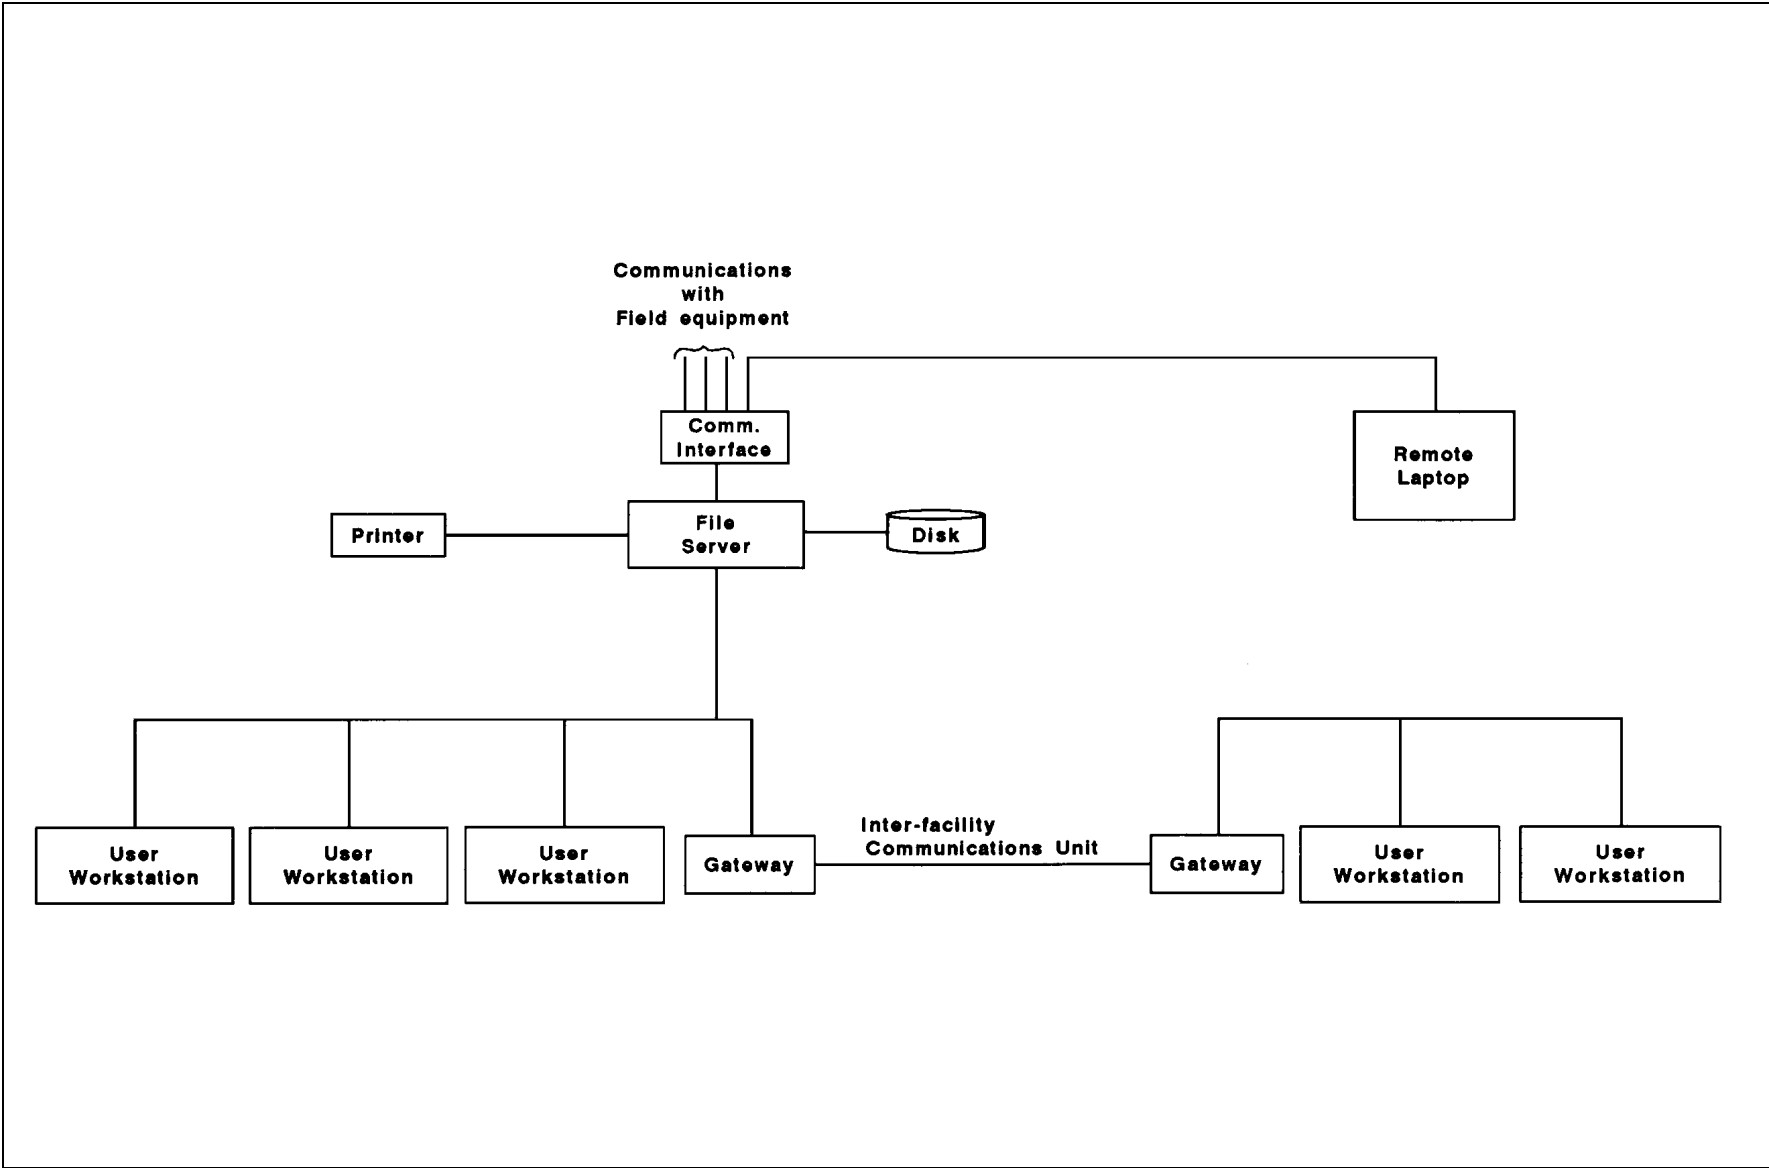 Communications
with
Field equipment
Comm.
Interface
Remote
Laptop
Printer
File
Server
Disk
Inter-facility
Communications Unit
User
Workstation
User
Workstation
User
Workstation
Gateway
Gateway
User
Workstation
User
Workstation